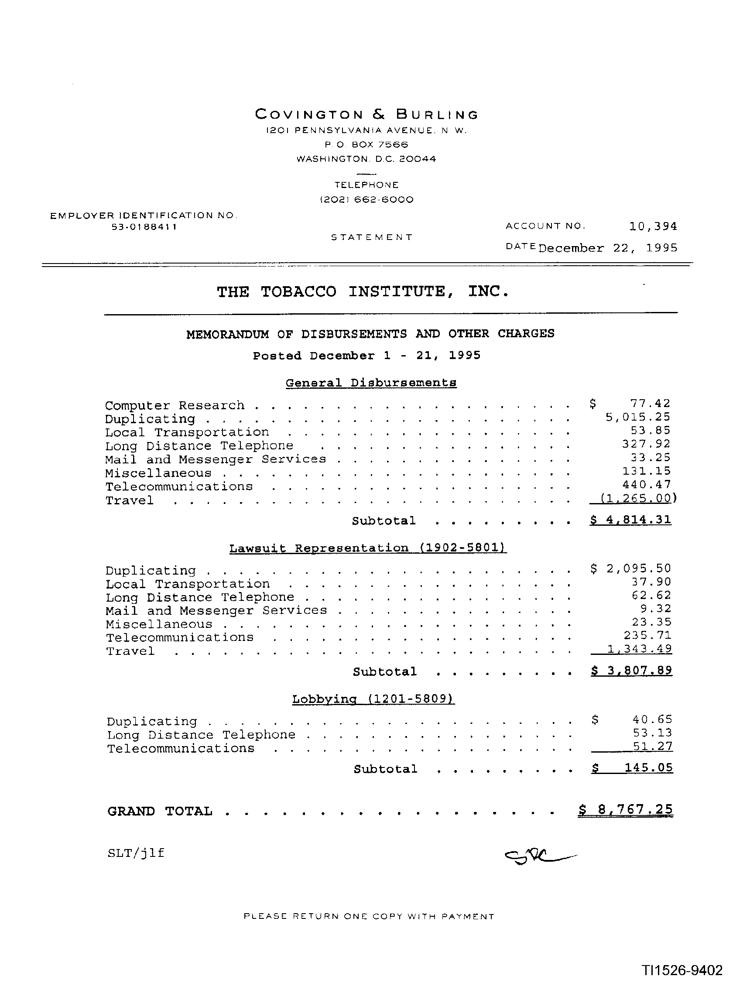 COVINGTON & BURLING
1201 PENNSYLVANIA AVENUE, N. W.
P. O. BOX 7566
WASHINGTON, D.C. 20044
TELEPHONE
(202) 662-6000
EMPLOYER IDENTIFICATION NO.
53-0188411
STATEMENT
ACCOUNT NO. 10,394
DATE December 22, 1995
THE TOBACCO INSTITUTE, INC.
MEMORANDUM OF DISBURSEMENTS AND OTHER CHARGES
Posted December 1 - 21, 1995
General Disbursements
Computer Research . . . . . . . . . . . . . . . . . . . . $ 77.42
Duplicating . . . . . . . . . . . . . . . . . . . . . . . 5,015.25
Local Transportation . . . . . . . . . . . . . . . . . . 53.85
Long Distance Telephone . . . . . . . . . . . . . . . . 327.92
Mail and Messenger Services . . . . . . . . . . . . . . . 33.25
Miscellaneous . . . . . . . . . . . . . . . . . . . . . . 131.15
Telecommunications . . . . . . . . . . . . . . . . . . . 440.47
Travel . . . . . . . . . . . . . . . . . . . . . . . . . (1,265.00)
Subtotal . . . . . . . . . $ 4,814.31
Lawsuit Representation (1902-5801)
Duplicating . . . . . . . . . . . . . . . . . . . . . . . $ 2,095.50
Local Transportation . . . . . . . . . . . . . . . . . . 37.90
Long Distance Telephone . . . . . . . . . . . . . . . . . 62.62
Mail and Messenger Services . . . . . . . . . . . . . . . 9.32
Miscellaneous . . . . . . . . . . . . . . . . . . . . . . 23.35
Telecommunications . . . . . . . . . . . . . . . . . . . 235.71
Travel . . . . . . . . . . . . . . . . . . . . . . . . . 1,343.49
Subtotal . . . . . . . . . $ 3,807.89
Lobbying (1201-5809)
Duplicating . . . . . . . . . . . . . . . . . . . . . . . $ 40.65
Long Distance Telephone . . . . . . . . . . . . . . . . . 53.13
Telecommunications . . . . . . . . . . . . . . . . . . . 51.27
Subtotal . . . . . . . . . $ 145.05
GRAND TOTAL . . . . . . . . . . . . . . . . . . $ 8,767.25
SLT/jlf
PLEASE RETURN ONE COPY WITH PAYMENT
TI1526-9402